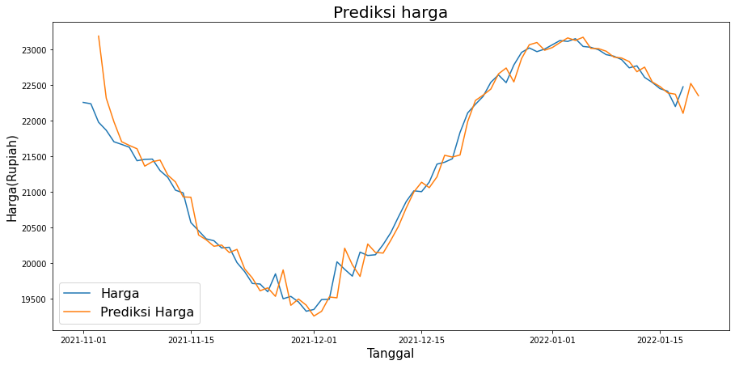 Prediksi harga
Harga(Rupiah)
23000
22500
22000
21500
21000
20500
20000
19500
Harga
Prediksi Harga
2021-11-01 2021-11-15 2021-12-01 2021-12-15 2022-01-01 2022-01-15
Tanggal